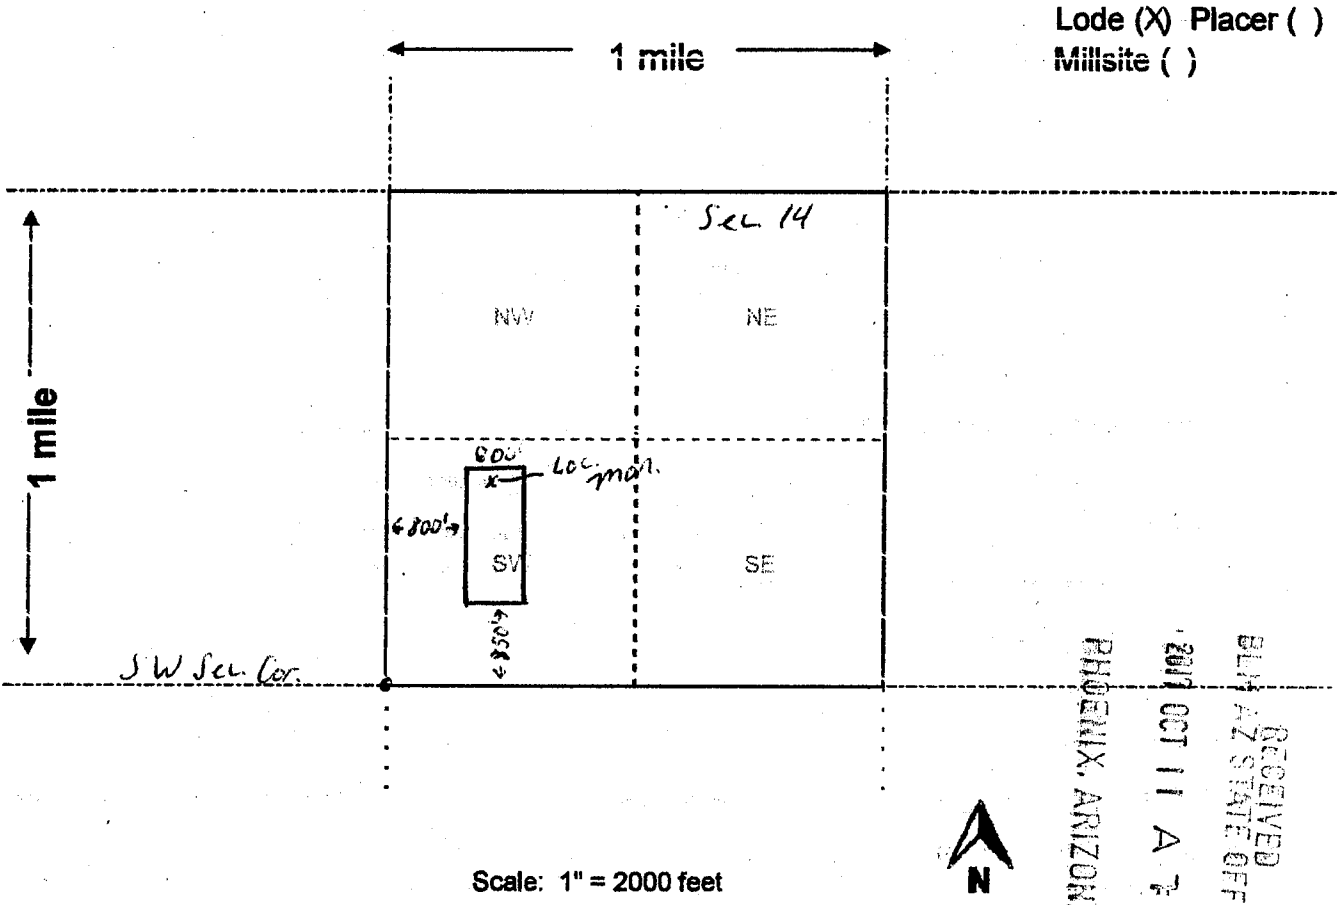 Lode (X) Placer ( )
Millsite ( )
1 mile
Sec 14
NW
NE
1 mile
600'
Loc. mon.
x
←800'→
SW
SE
←850'→
SW Sec. Cor.
Scale: 1" = 2000 feet
N
RECEIVED
BLM AZ STATE OFF
OCT 11 A
PHOENIX, ARIZON